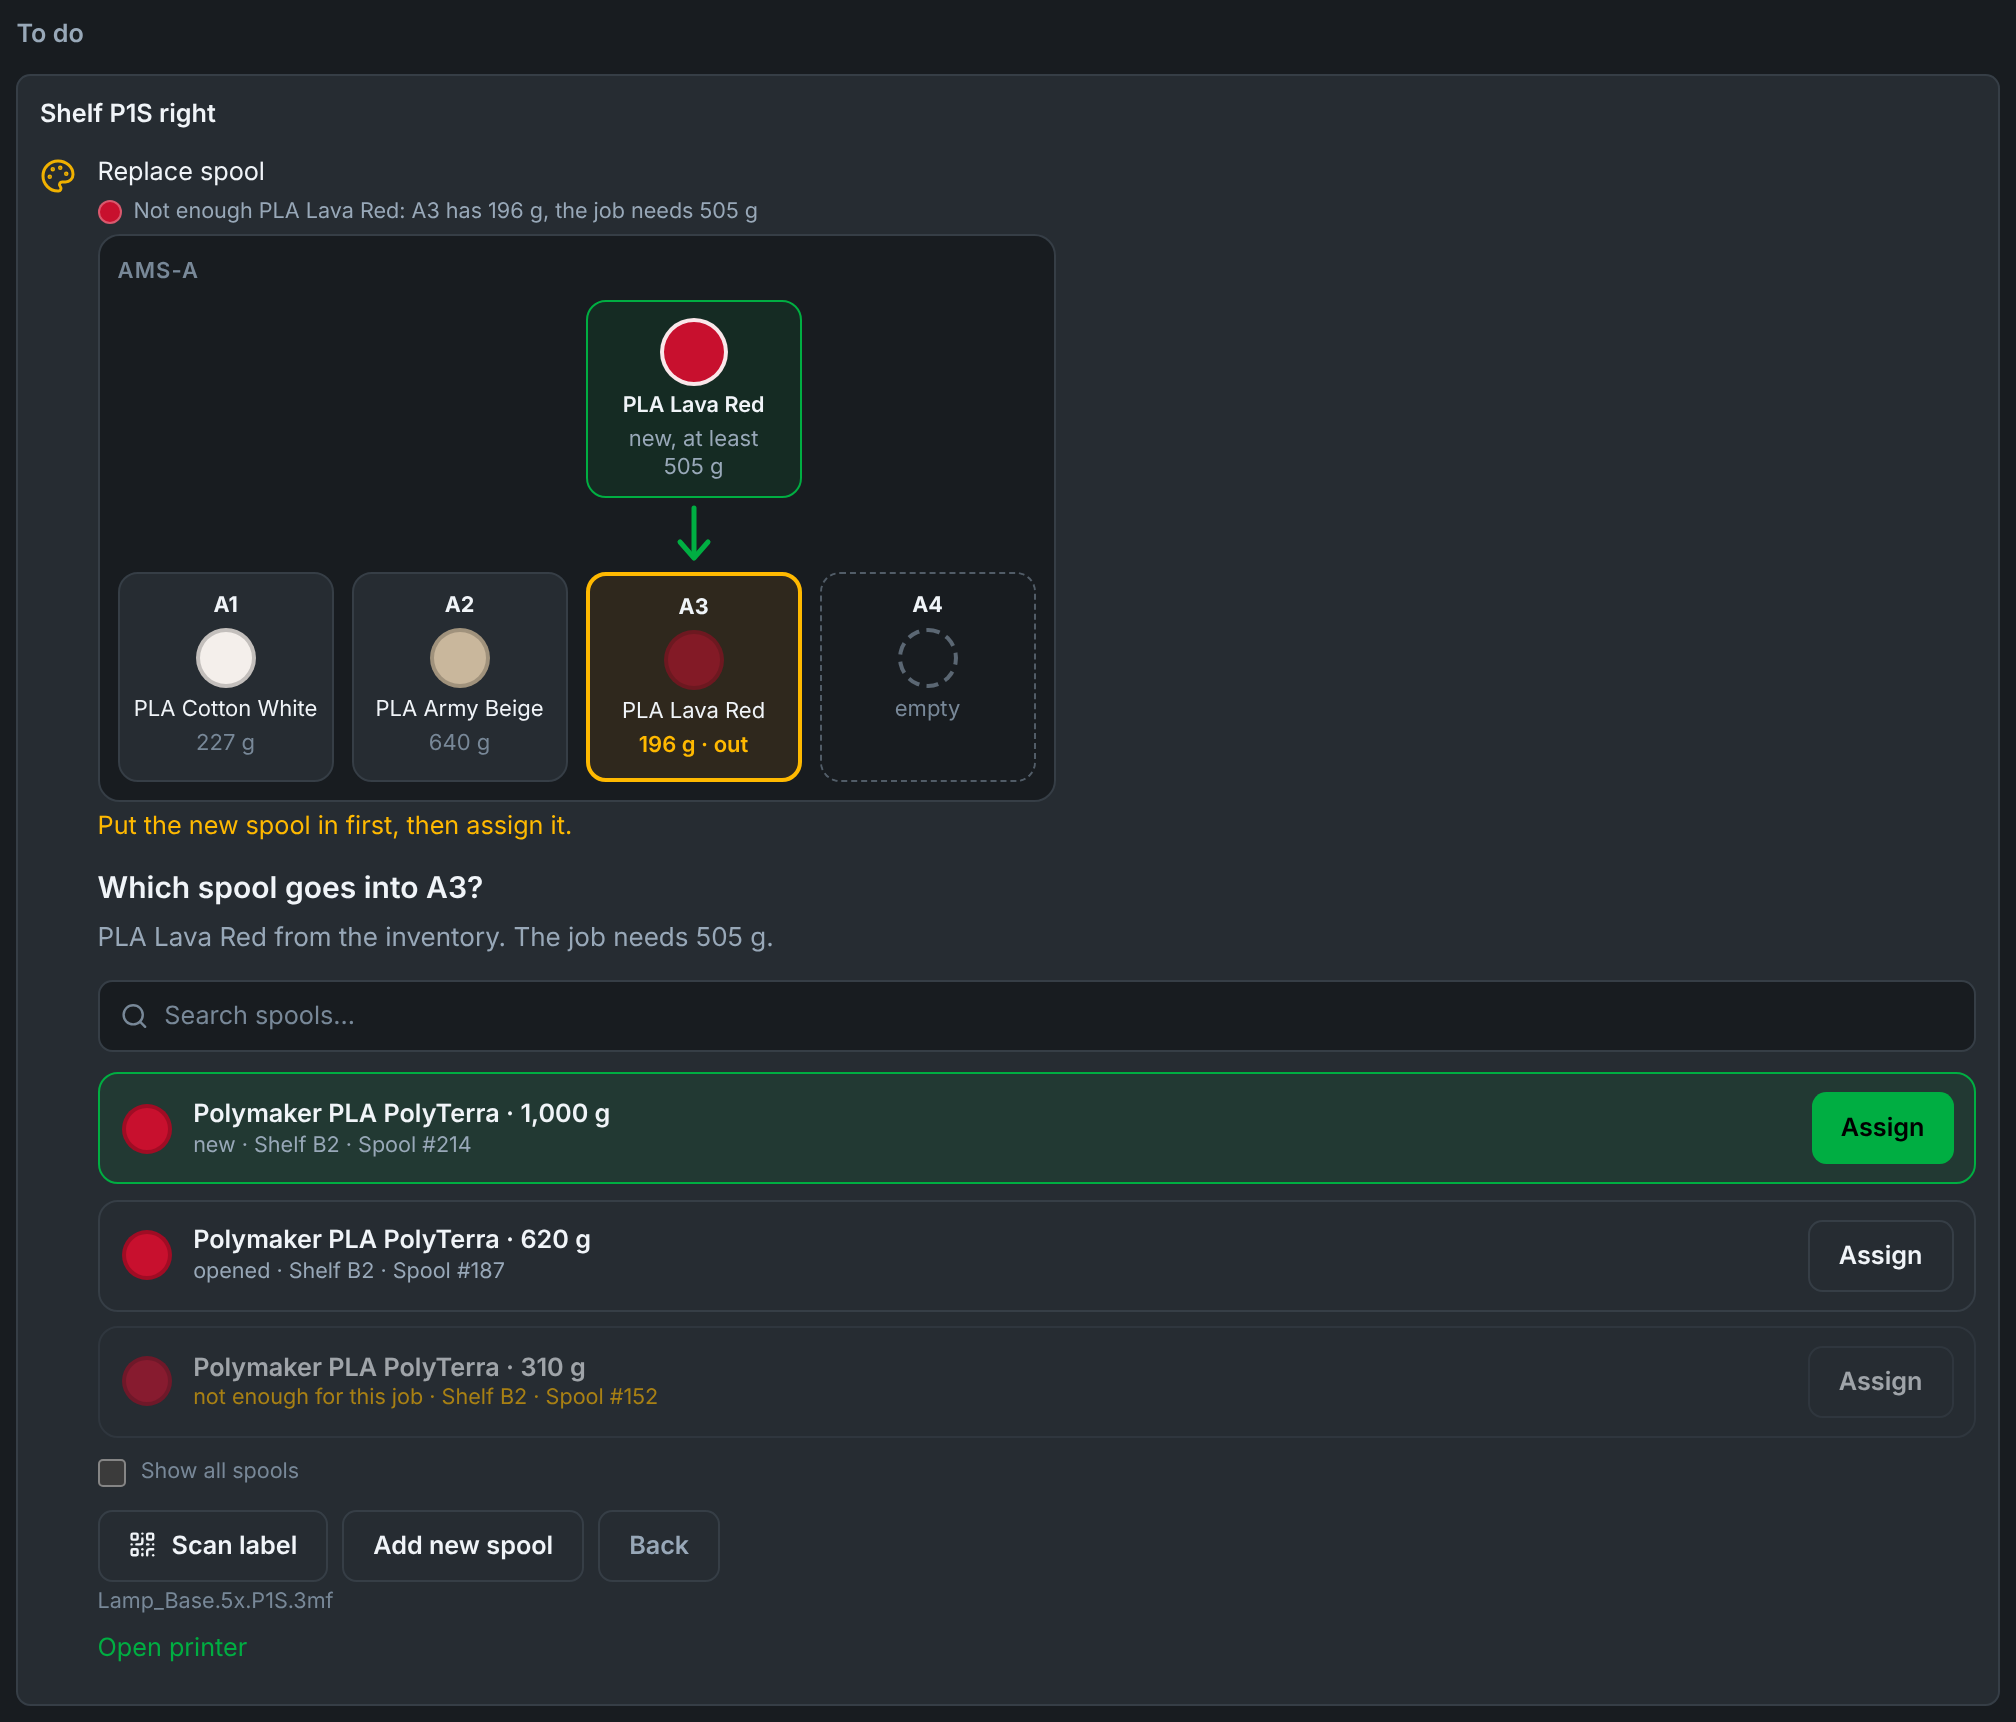 To do
Shelf P1S right
Replace spool
Not enough PLA Lava Red: A3 has 196 g, the job needs 505 g
AMS-A
PLA Lava Red
new, at least
505 g
A1
PLA Cotton White
227 g
A2
PLA Army Beige
640 g
A3
PLA Lava Red
196 g · out
A4
empty
Put the new spool in first, then assign it.
Which spool goes into A3?
PLA Lava Red from the inventory. The job needs 505 g.
Search spools...
Polymaker PLA PolyTerra · 1,000 g
new · Shelf B2 · Spool #214
Assign
Polymaker PLA PolyTerra · 620 g
opened · Shelf B2 · Spool #187
Assign
Polymaker PLA PolyTerra · 310 g
not enough for this job · Shelf B2 · Spool #152
Assign
Show all spools
Scan label
Add new spool
Back
Lamp_Base.5x.P1S.3mf
Open printer